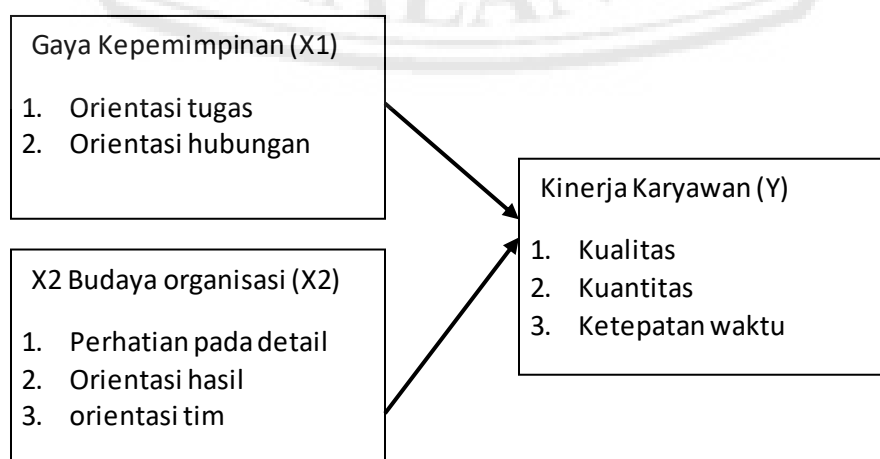 Gaya Kepemimpinan (X1)
1. Orientasi tugas
2. Orientasi hubungan
X2 Budaya organisasi (X2)
1. Perhatian pada detail
2. Orientasi hasil
3. orientasi tim
Kinerja Karyawan (Y)
1. Kualitas
2. Kuantitas
3. Ketepatan waktu